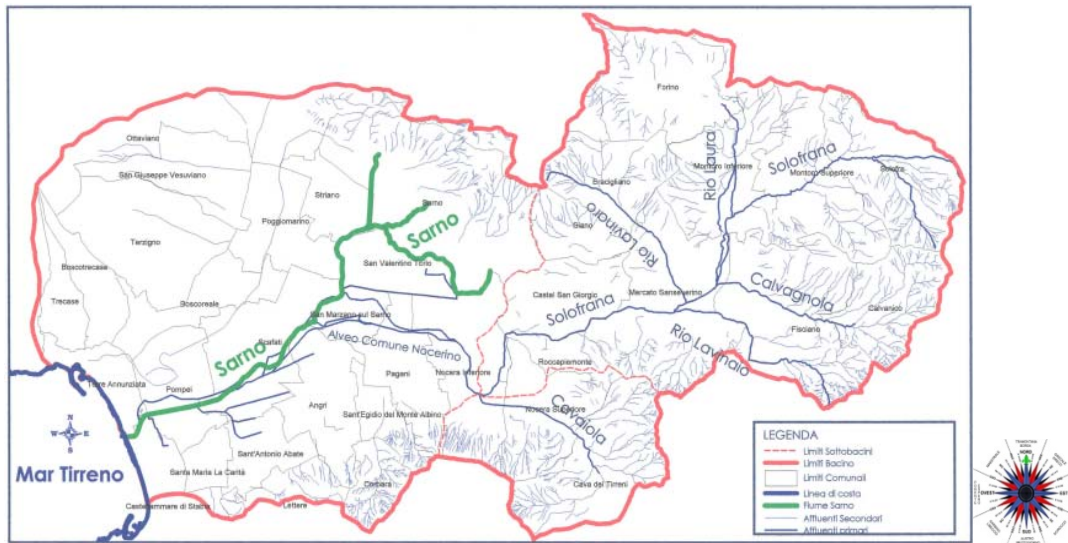 Forino
Ottaviano
San Giuseppe Vesuviano
Striano
Poggiomarino
Terzigno
Boscotrecase
Trecase
Boscoreale
Sarno
Sarno
San Valentino Torio
San Marzano sul Sarno
Scafati
Sarno
Alveo Comune Nocerino
Torre Annunziata
Pompei
Pagani
Nocera Inferiore
Angri
Sant'Egidio del Monte Albino
Sant'Antonio Abate
Santa Maria La Carità
Castellammare di Stabia
Lettere
Corbara
Bracigliano
Siano
Rio Lavinaro
Rio Laura
Montoro Inferiore
Solofrana
Montoro Superiore
Solofra
Castel San Giorgio
Mercato Sanseverino
Solofrana
Calvagnola
Calvanico
Fisciano
Rio Lavinaio
Roccapiemonte
Nocera Superiore
Cavaiola
Cava dei Tirreni
N
W E
S
Mar Tirreno
LEGENDA
Limiti Sottobacini
Limiti Bacino
Limiti Comunali
Linea di costa
Fiume Sarno
Affluenti Secondari
Affluenti primari
NORD
OVEST
EST
SUD